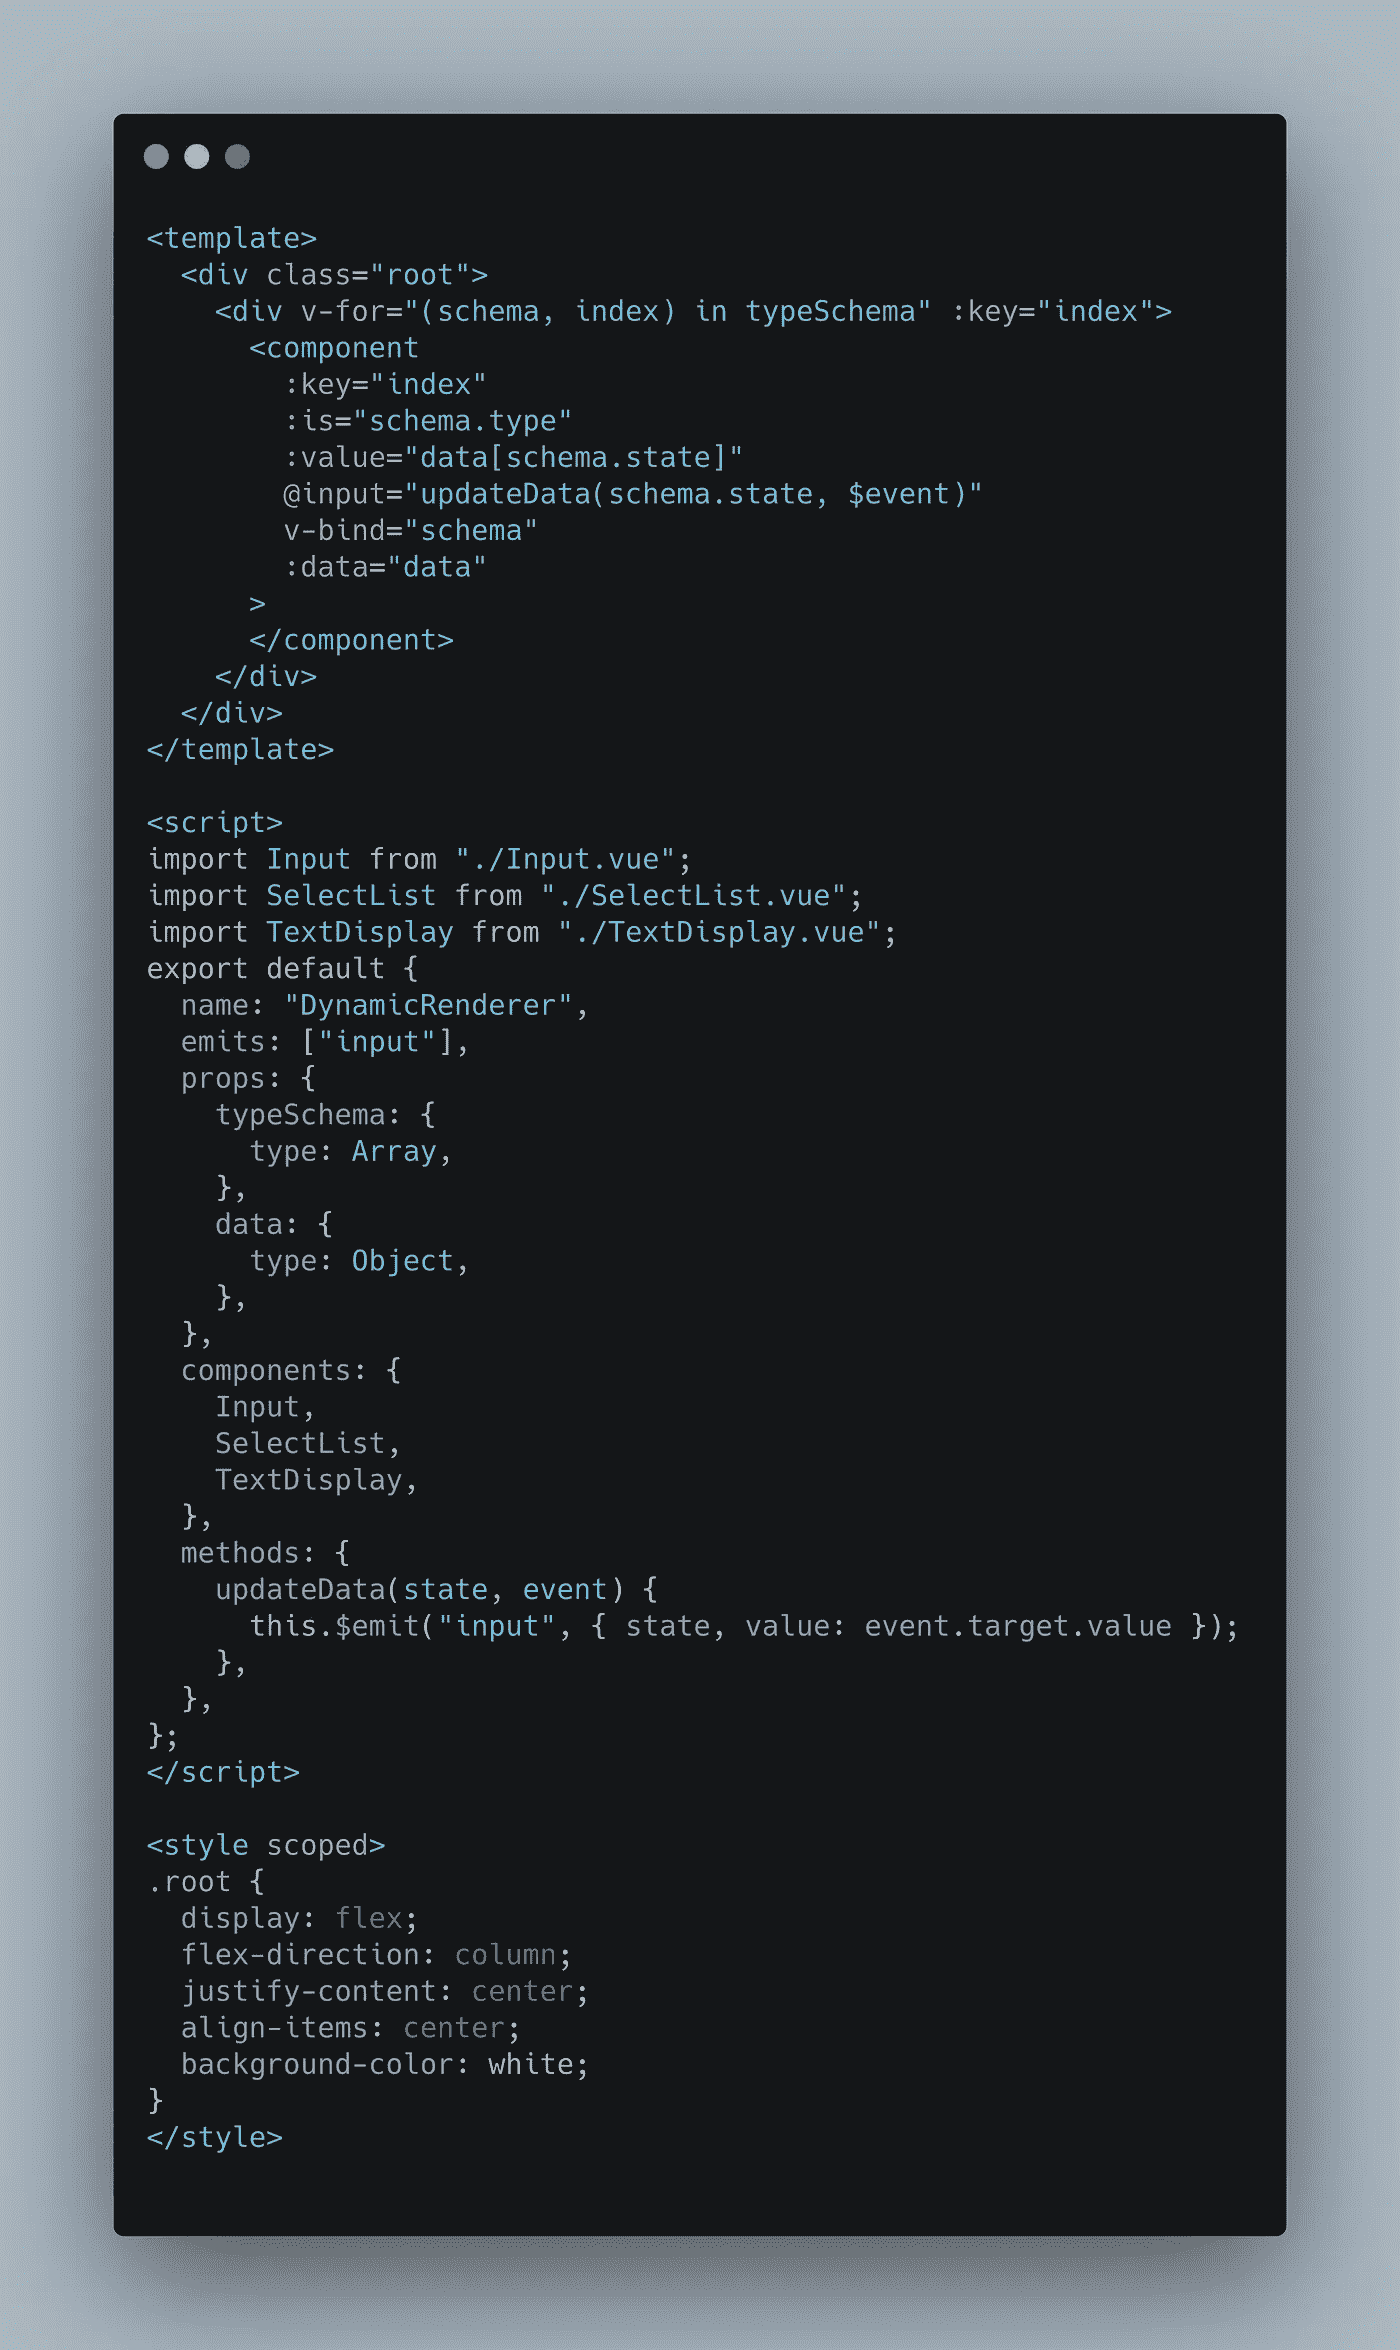 <template>
  <div class="root">
    <div v-for="(schema, index) in typeSchema" :key="index">
      <component
        :key="index"
        :is="schema.type"
        :value="data[schema.state]"
        @input="updateData(schema.state, $event)"
        v-bind="schema"
        :data="data"
      >
      </component>
    </div>
  </div>
</template>

<script>
import Input from "./Input.vue";
import SelectList from "./SelectList.vue";
import TextDisplay from "./TextDisplay.vue";
export default {
  name: "DynamicRenderer",
  emits: ["input"],
  props: {
    typeSchema: {
      type: Array,
    },
    data: {
      type: Object,
    },
  },
  components: {
    Input,
    SelectList,
    TextDisplay,
  },
  methods: {
    updateData(state, event) {
      this.$emit("input", { state, value: event.target.value });
    },
  },
};
</script>

<style scoped>
.root {
  display: flex;
  flex-direction: column;
  justify-content: center;
  align-items: center;
  background-color: white;
}
</style>